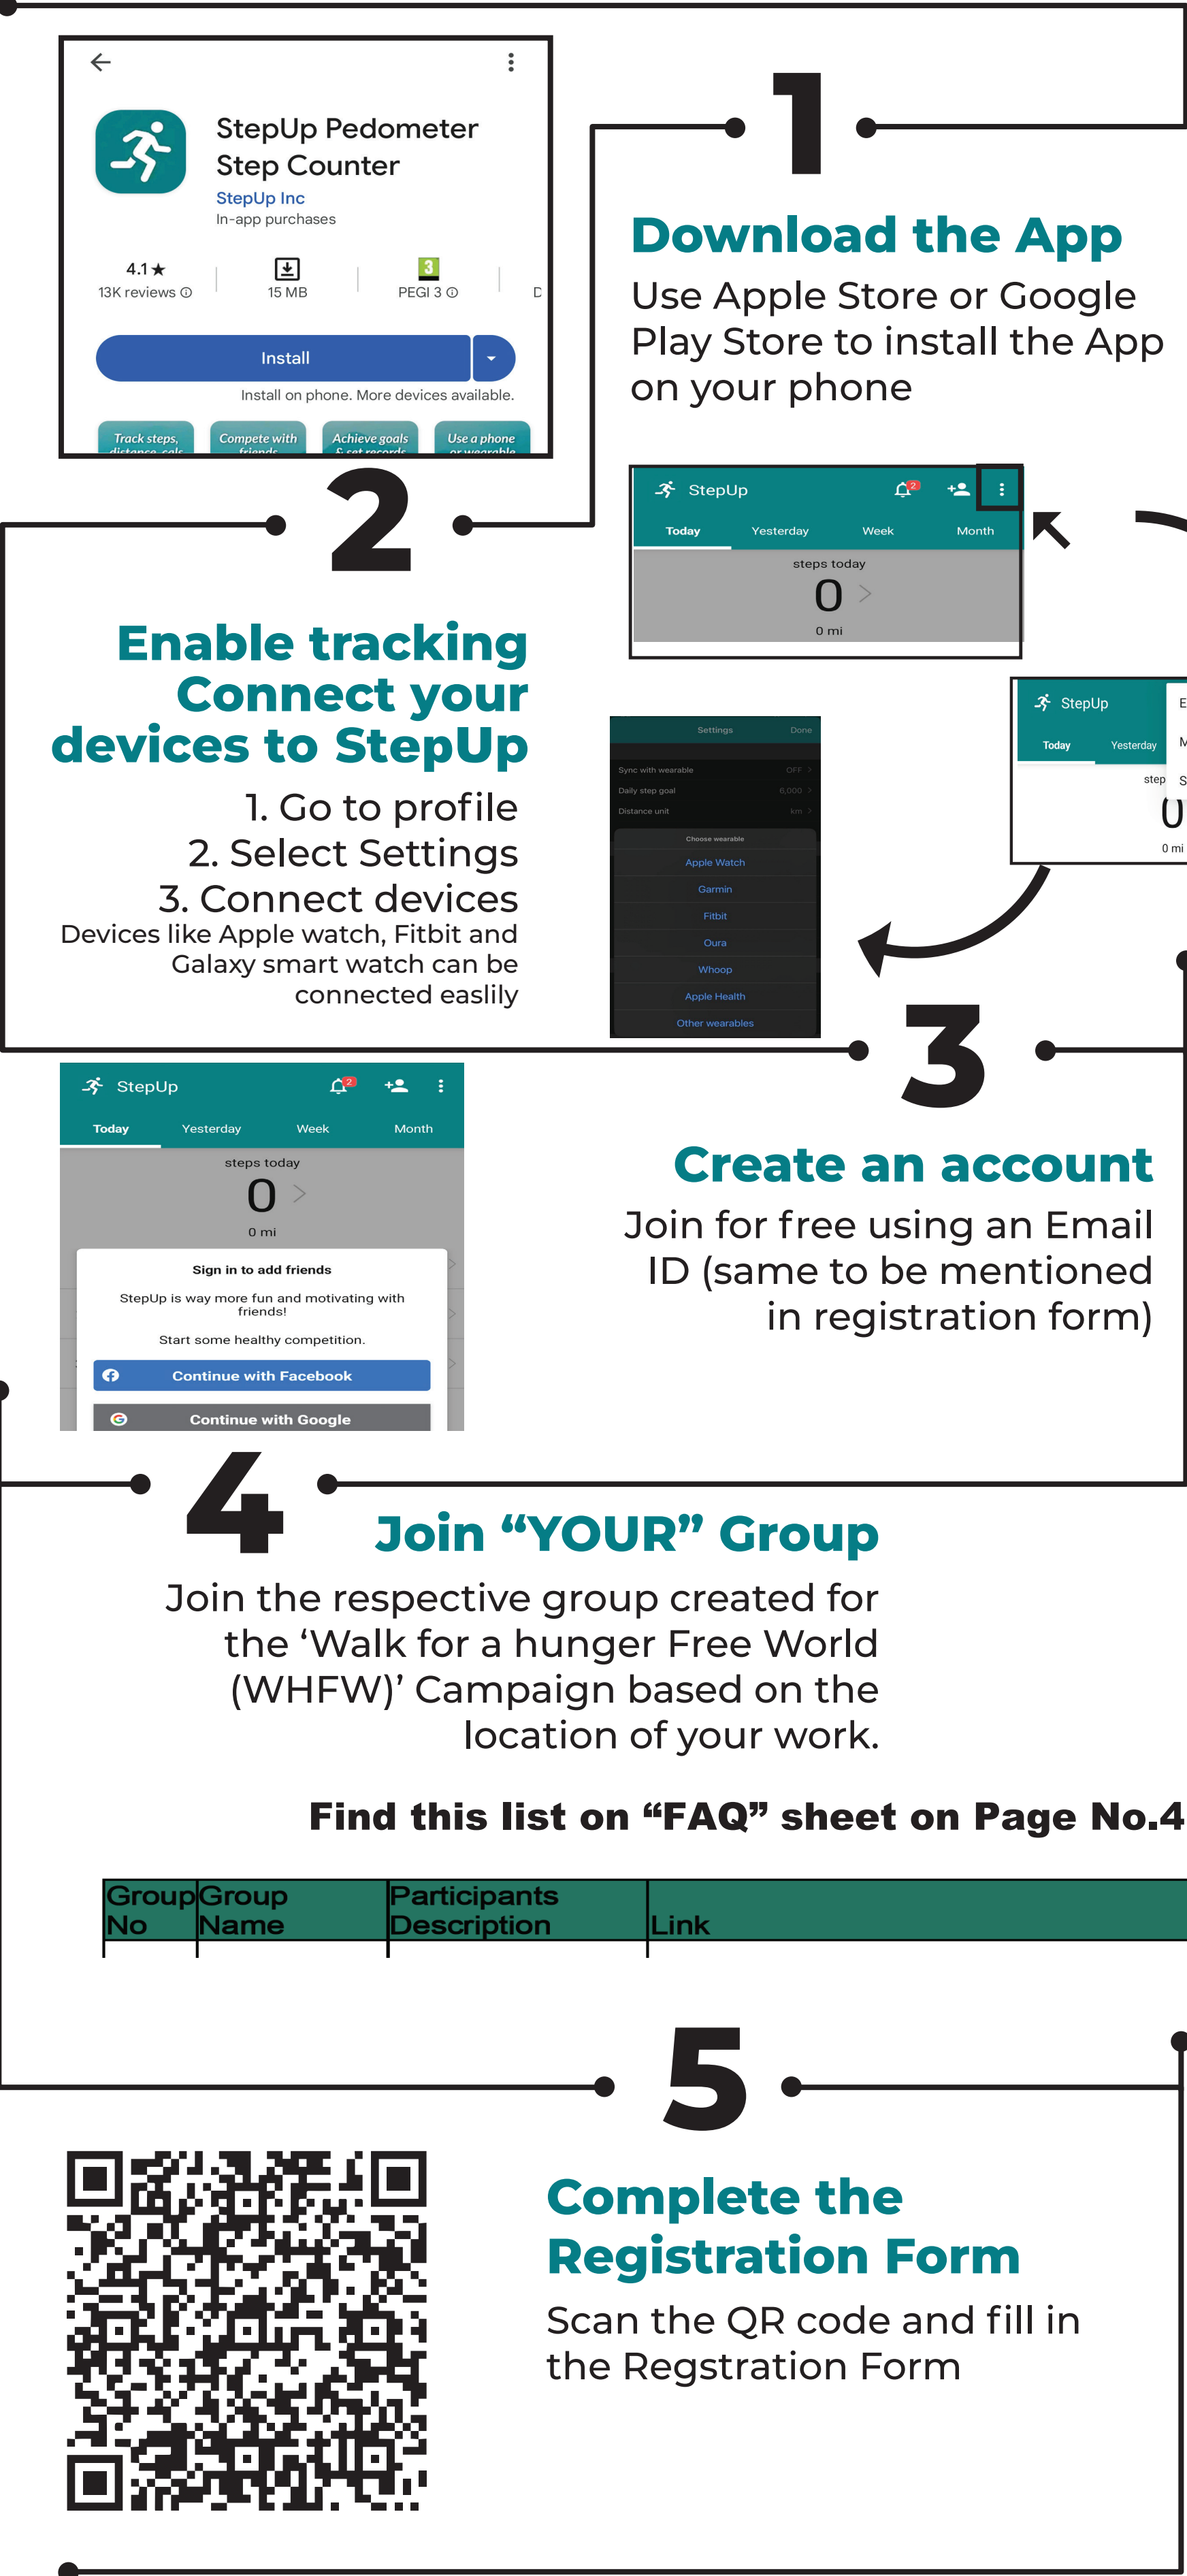 StepUp Pedometer
Step Counter
StepUp Inc
In-app purchases
4.1★
13K reviews
15 MB
3
PEGI 3
Install
Install on phone. More devices available.
Track steps,
distance, cals
Compete with
friends
Achieve goals
& set records
Use a phone
or wearable
1
Download the App
Use Apple Store or Google
Play Store to install the App
on your phone
2
Enable tracking
Connect your
devices to StepUp
1. Go to profile
2. Select Settings
3. Connect devices
Devices like Apple watch, Fitbit and
Galaxy smart watch can be
connected easlily
StepUp
2
Today Yesterday Week Month
steps today
0
0 mi
StepUp
E
Today Yesterday
M
step
S
0
0 mi
Settings Done
Sync with wearable OFF
Daily step goal 6,000
Distance unit km
Choose wearable
Apple Watch
Garmin
Fitbit
Oura
Whoop
Apple Health
Other wearables
3
Create an account
Join for free using an Email
ID (same to be mentioned
in registration form)
StepUp
2
Today Yesterday Week Month
steps today
0
0 mi
Sign in to add friends
StepUp is way more fun and motivating with
friends!
Start some healthy competition.
Continue with Facebook
Continue with Google
4
Join “YOUR” Group
Join the respective group created for
the ‘Walk for a hunger Free World
(WHFW)’ Campaign based on the
location of your work.
Find this list on “FAQ” sheet on Page No.4
Group No
Group Name
Participants Description
Link
5
Complete the
Registration Form
Scan the QR code and fill in
the Regstration Form